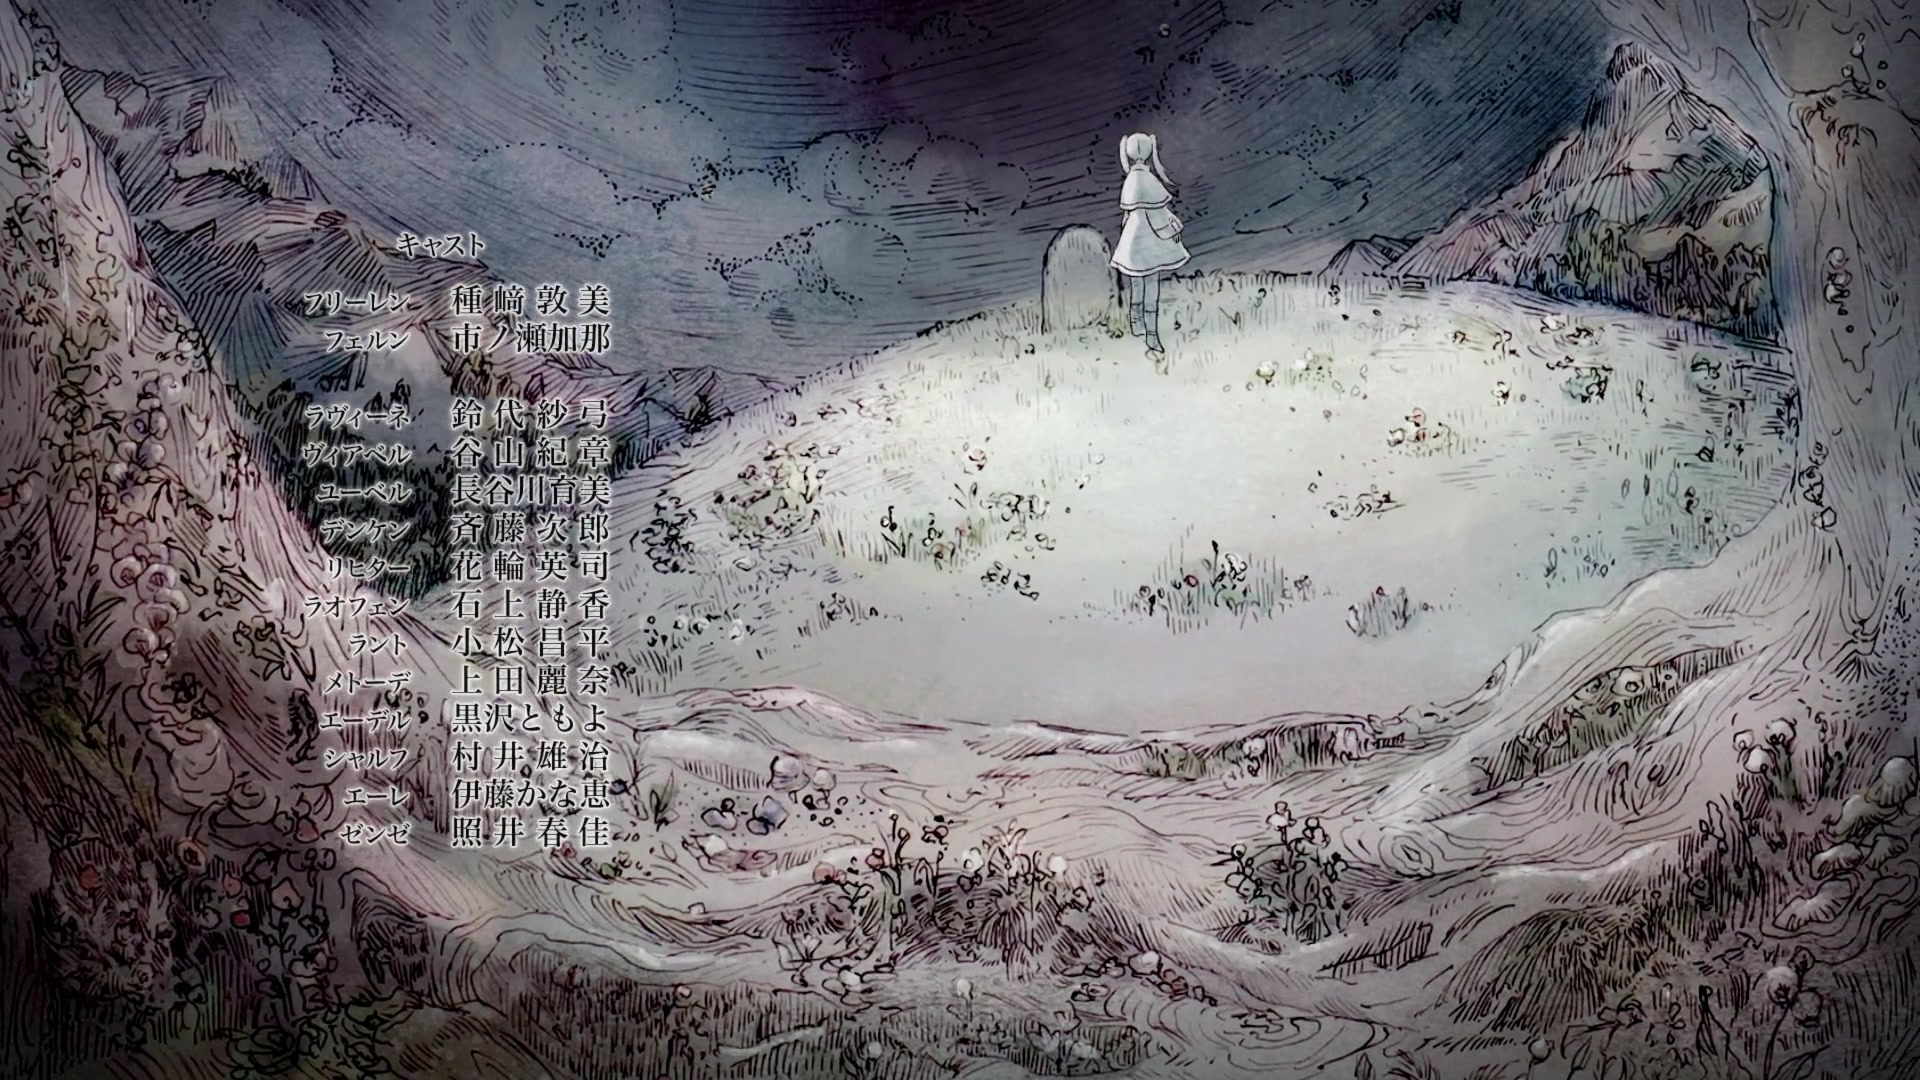 キャスト
フリーレン 種﨑敦美
フェルン 市ノ瀬加那
ラヴィーネ 鈴代紗弓
ヴィアベル 谷山紀章
ユーベル 長谷川育美
デンケン 斉藤次郎
リヒター 花輪英司
ラオフェン 石上静香
ラント 小松昌平
メトーデ 上田麗奈
エーデル 黒沢ともよ
シャルフ 村井雄治
エーレ 伊藤かな恵
ゼンゼ 照井春佳